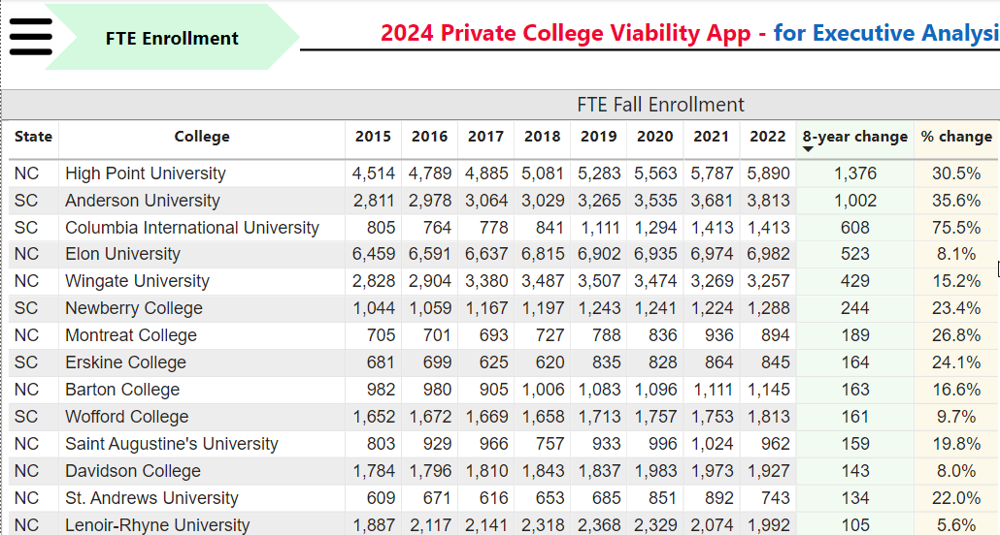 FTE Enrollment
2024 Private College Viability App - for Executive Analysi
FTE Fall Enrollment
State College 2015 2016 2017 2018 2019 2020 2021 2022 8-year change % change
NC High Point University 4,514 4,789 4,885 5,081 5,283 5,563 5,787 5,890 1,376 30.5%
SC Anderson University 2,811 2,978 3,064 3,029 3,265 3,535 3,681 3,813 1,002 35.6%
SC Columbia International University 805 764 778 841 1,111 1,294 1,413 1,413 608 75.5%
NC Elon University 6,459 6,591 6,637 6,815 6,902 6,935 6,974 6,982 523 8.1%
NC Wingate University 2,828 2,904 3,380 3,487 3,507 3,474 3,269 3,257 429 15.2%
SC Newberry College 1,044 1,059 1,167 1,197 1,243 1,241 1,224 1,288 244 23.4%
NC Montreat College 705 701 693 727 788 836 936 894 189 26.8%
SC Erskine College 681 699 625 620 835 828 864 845 164 24.1%
NC Barton College 982 980 905 1,006 1,083 1,096 1,111 1,145 163 16.6%
SC Wofford College 1,652 1,672 1,669 1,658 1,713 1,757 1,753 1,813 161 9.7%
NC Saint Augustine's University 803 929 966 757 933 996 1,024 962 159 19.8%
NC Davidson College 1,784 1,796 1,810 1,843 1,837 1,983 1,973 1,927 143 8.0%
NC St. Andrews University 609 671 616 653 685 851 892 743 134 22.0%
NC Lenoir-Rhyne University 1,887 2,117 2,141 2,318 2,368 2,329 2,074 1,992 105 5.6%